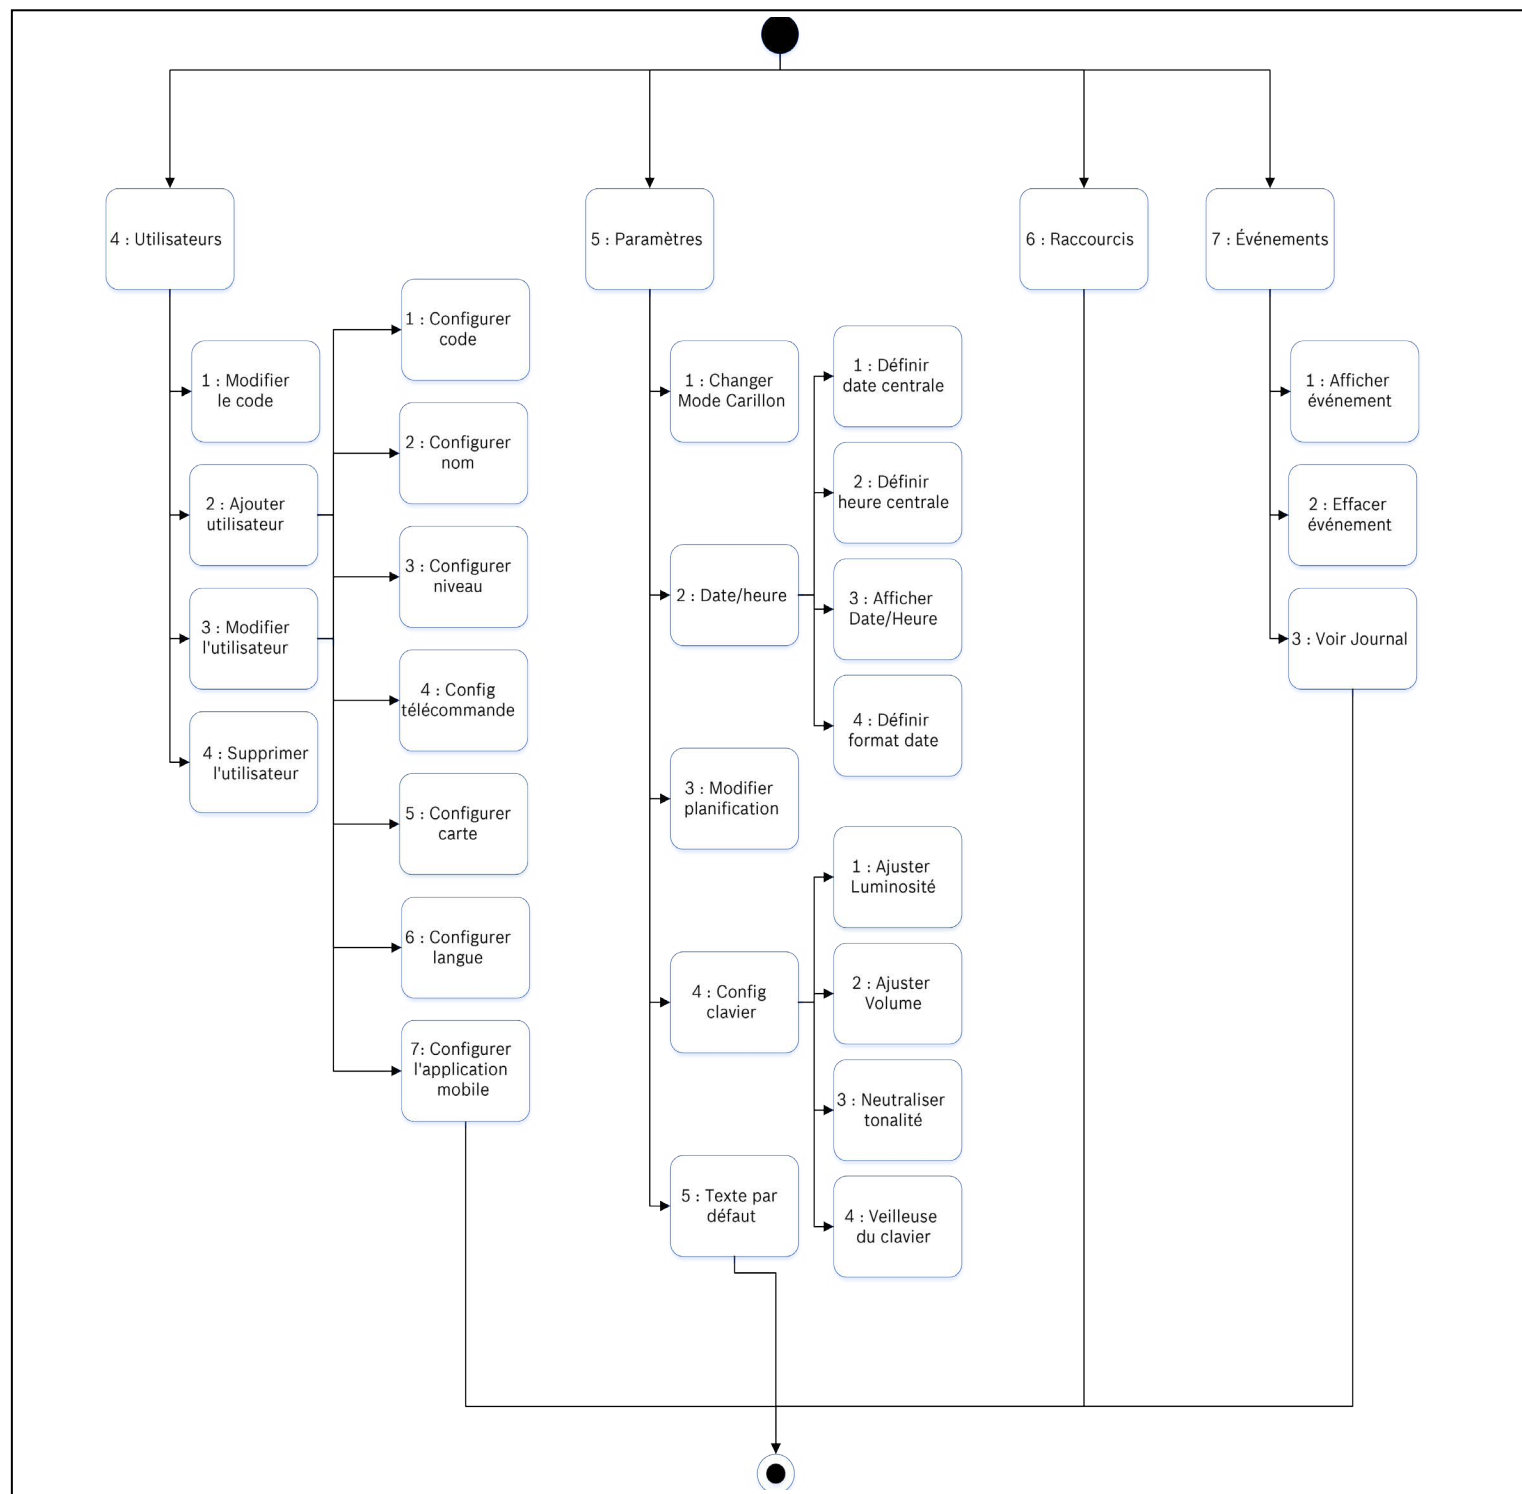 4 : Utilisateurs
5 : Paramètres
6 : Raccourcis
7 : Événements
1 : Modifier
le code
2 : Ajouter
utilisateur
3 : Modifier
l'utilisateur
4 : Supprimer
l'utilisateur
1 : Configurer
code
2 : Configurer
nom
3 : Configurer
niveau
4 : Config
télécommande
5 : Configurer
carte
6 : Configurer
langue
7: Configurer
l'application
mobile
1 : Changer
Mode Carillon
2 : Date/heure
3 : Modifier
planification
4 : Config
clavier
5 : Texte par
défaut
1 : Définir
date centrale
2 : Définir
heure centrale
3 : Afficher
Date/Heure
4 : Définir
format date
1 : Ajuster
Luminosité
2 : Ajuster
Volume
3 : Neutraliser
tonalité
4 : Veilleuse
du clavier
1 : Afficher
événement
2 : Effacer
événement
3 : Voir Journal